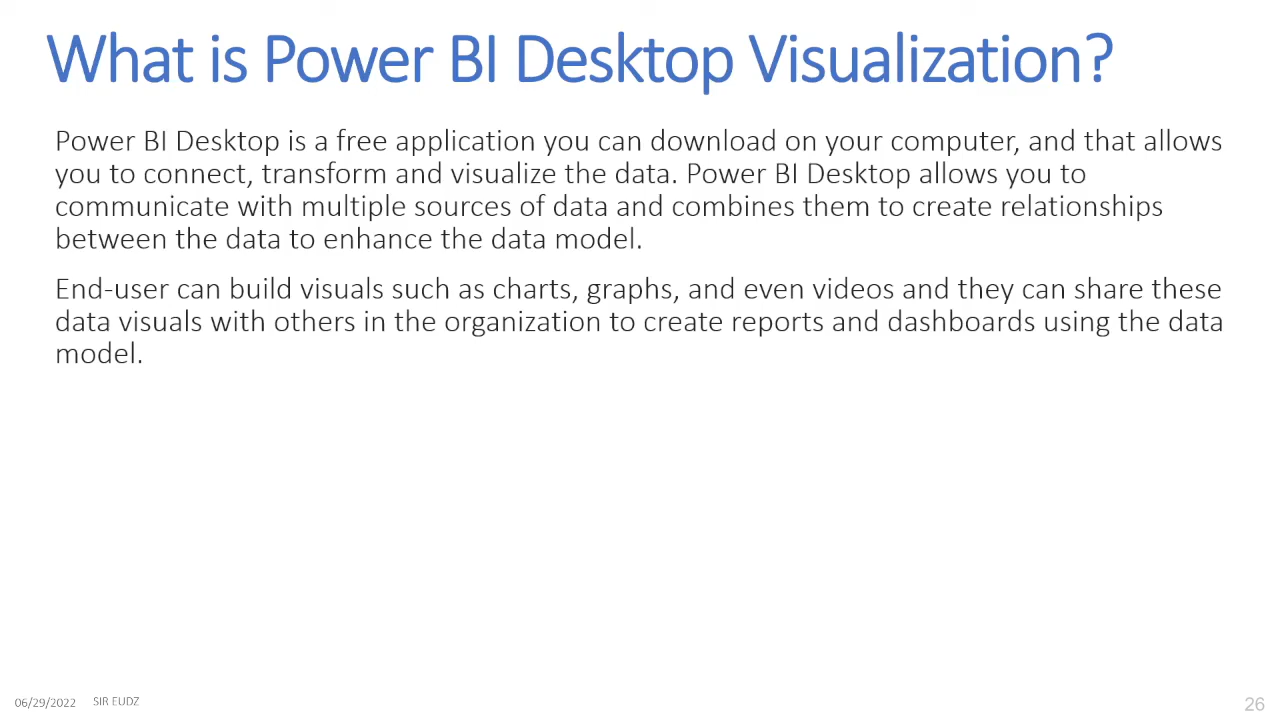 What is Power BI Desktop Visualization?
Power BI Desktop is a free application you can download on your computer, and that allows
you to connect, transform and visualize the data. Power BI Desktop allows you to
communicate with multiple sources of data and combines them to create relationships
between the data to enhance the data model.
End-user can build visuals such as charts, graphs, and even videos and they can share these
data visuals with others in the organization to create reports and dashboards using the data
model.
06/29/2022 SIR EUDZ 26